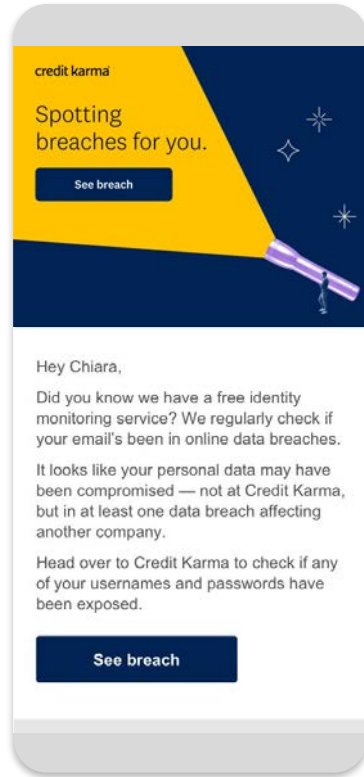 credit karma
Spotting
breaches for you.
See breach
Hey Chiara,
Did you know we have a free identity
monitoring service? We regularly check if
your email's been in online data breaches.
It looks like your personal data may have
been compromised — not at Credit Karma,
but in at least one data breach affecting
another company.
Head over to Credit Karma to check if any
of your usernames and passwords have
been exposed.
See breach